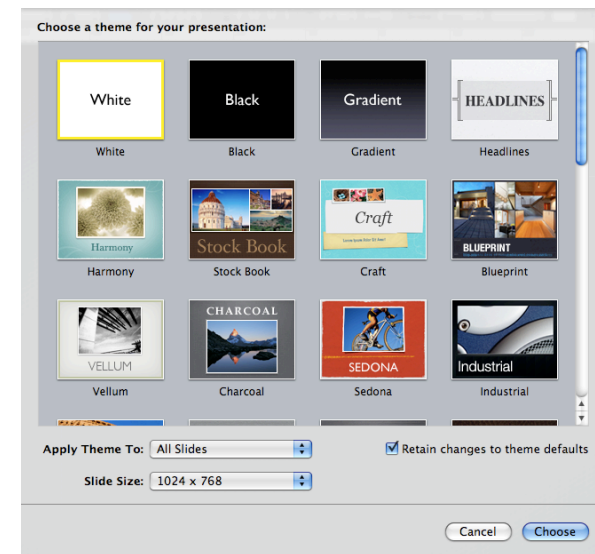 Choose a theme for your presentation:
White Black Gradient HEADLINES
White Black Gradient Headlines
Harmony Stock Book Craft BLUEPRINT
Harmony Stock Book Craft Blueprint
VELLUM CHARCOAL SEDONA Industrial
Vellum Charcoal Sedona Industrial
Apply Theme To: All Slides Retain changes to theme defaults
Slide Size: 1024 x 768
Cancel Choose